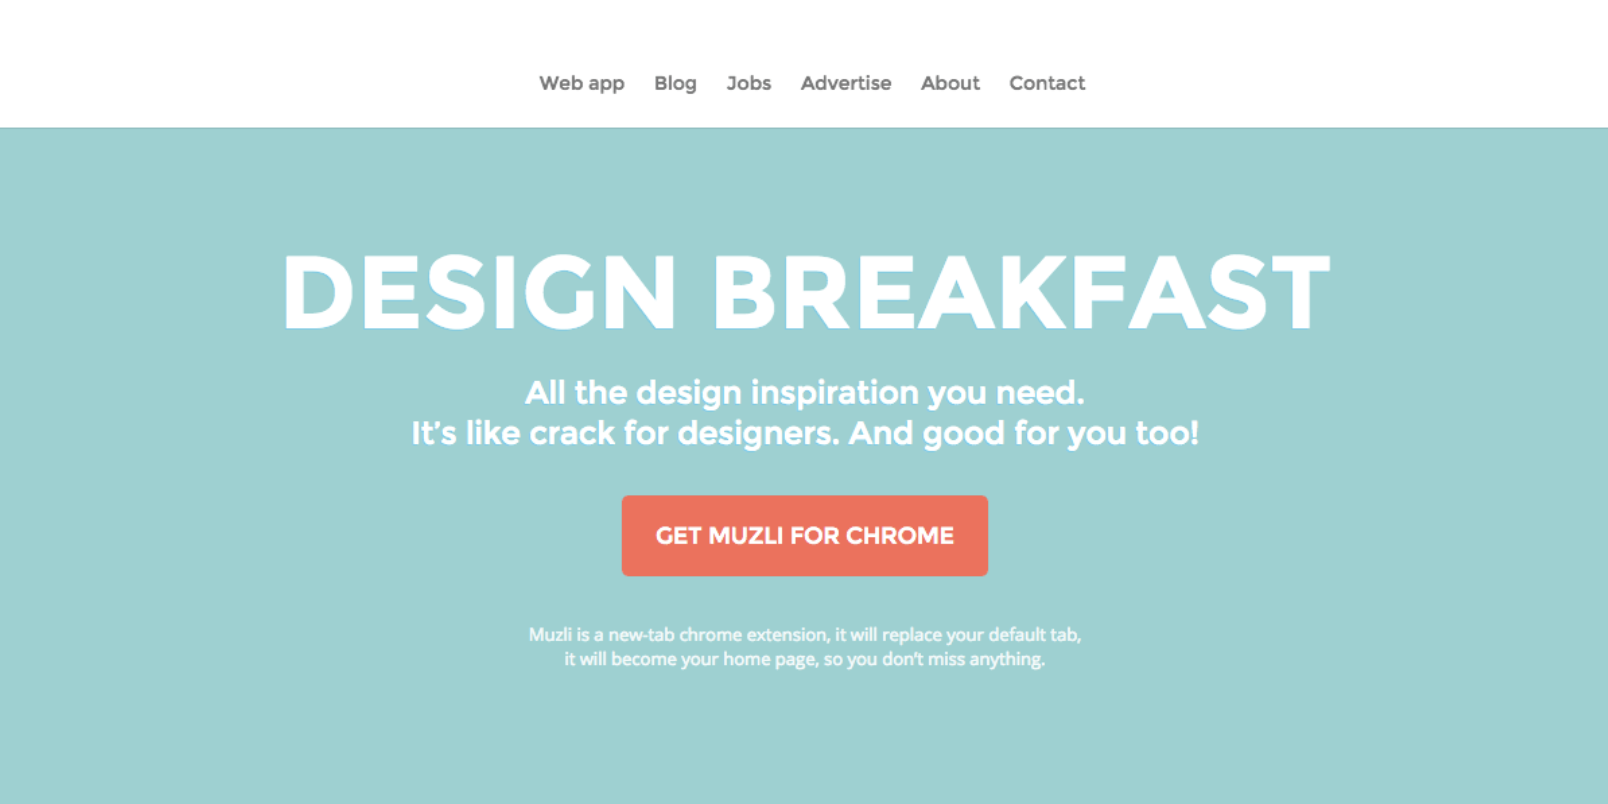 Web app Blog Jobs Advertise About Contact
DESIGN BREAKFAST
All the design inspiration you need.
It’s like crack for designers. And good for you too!
GET MUZLI FOR CHROME
Muzli is a new-tab chrome extension, it will replace your default tab,
it will become your home page, so you don’t miss anything.